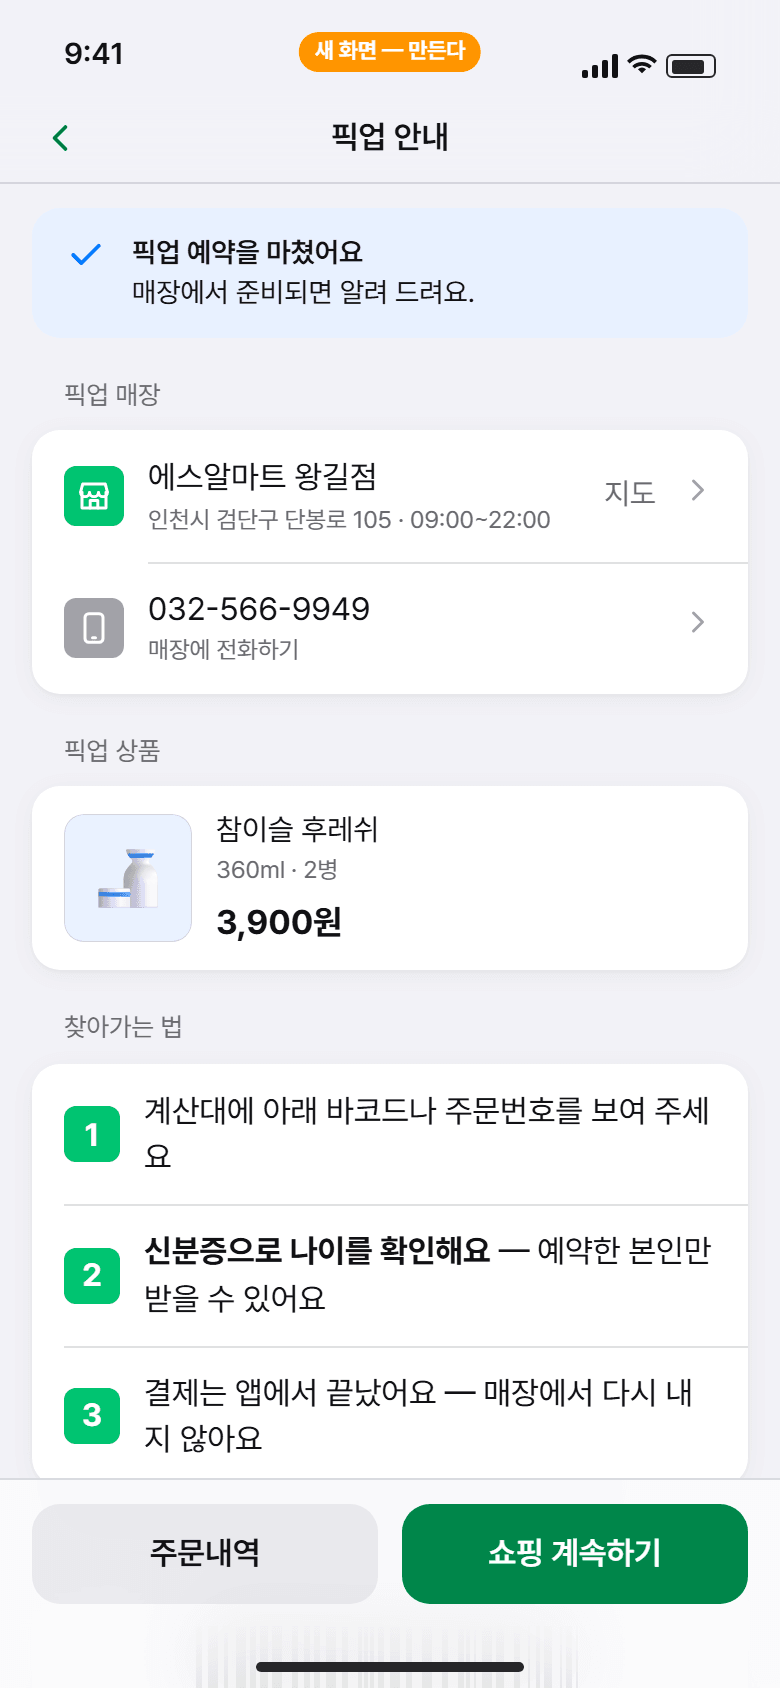 9:41
새 화면 — 만든다
픽업 안내
픽업 예약을 마쳤어요
매장에서 준비되면 알려 드려요.
픽업 매장
에스알마트 왕길점
인천시 검단구 단봉로 105 · 09:00~22:00
지도
032-566-9949
매장에 전화하기
픽업 상품
참이슬 후레쉬
360ml · 2병
3,900원
찾아가는 법
1
계산대에 아래 바코드나 주문번호를 보여 주세
요
2
신분증으로 나이를 확인해요 — 예약한 본인만
받을 수 있어요
3
결제는 앱에서 끝났어요 — 매장에서 다시 내
지 않아요
주문내역
쇼핑 계속하기